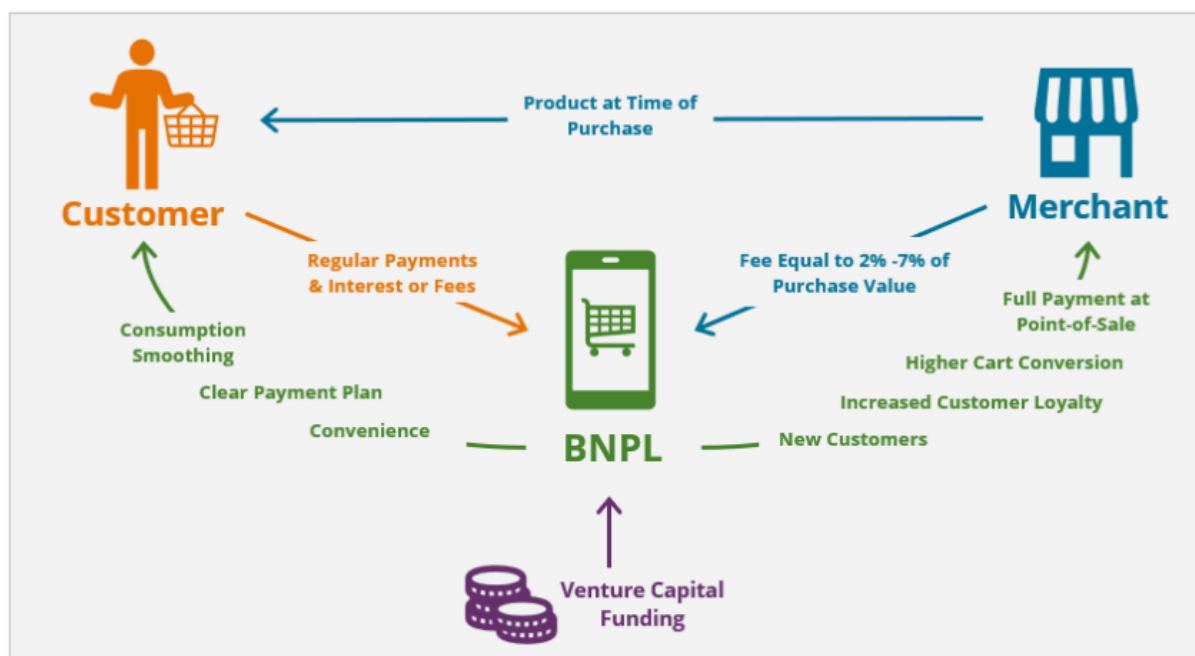 Product at Time of
Purchase
Customer
Merchant
Regular Payments
& Interest or Fees
Fee Equal to 2% -7% of
Purchase Value
Full Payment at
Point-of-Sale
Consumption
Smoothing
Higher Cart Conversion
Clear Payment Plan
Increased Customer Loyalty
Convenience
New Customers
BNPL
Venture Capital
Funding